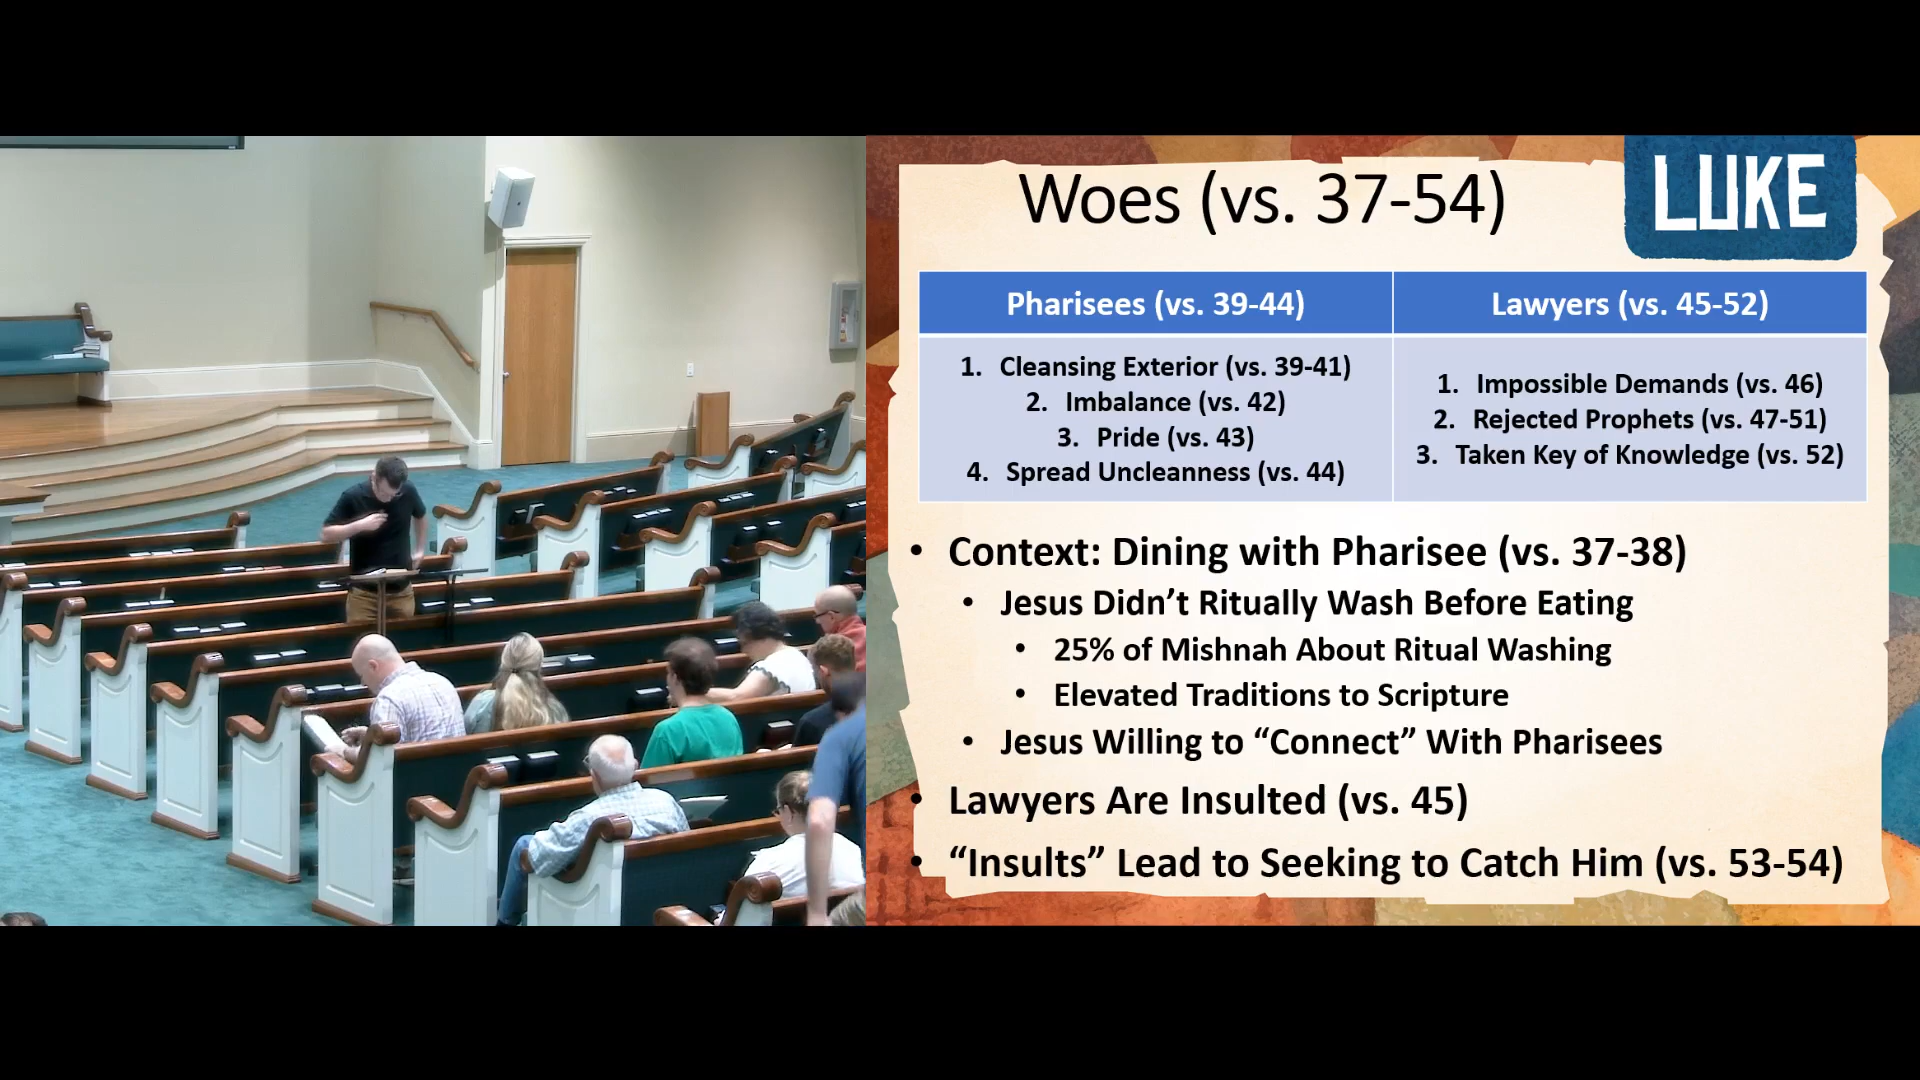 Woes (vs. 37-54)
LUKE
Pharisees (vs. 39-44)
Lawyers (vs. 45-52)
1. Cleansing Exterior (vs. 39-41)
2. Imbalance (vs. 42)
3. Pride (vs. 43)
4. Spread Uncleanness (vs. 44)
1. Impossible Demands (vs. 46)
2. Rejected Prophets (vs. 47-51)
3. Taken Key of Knowledge (vs. 52)
• Context: Dining with Pharisee (vs. 37-38)
• Jesus Didn’t Ritually Wash Before Eating
• 25% of Mishnah About Ritual Washing
• Elevated Traditions to Scripture
• Jesus Willing to “Connect” With Pharisees
• Lawyers Are Insulted (vs. 45)
• “Insults” Lead to Seeking to Catch Him (vs. 53-54)